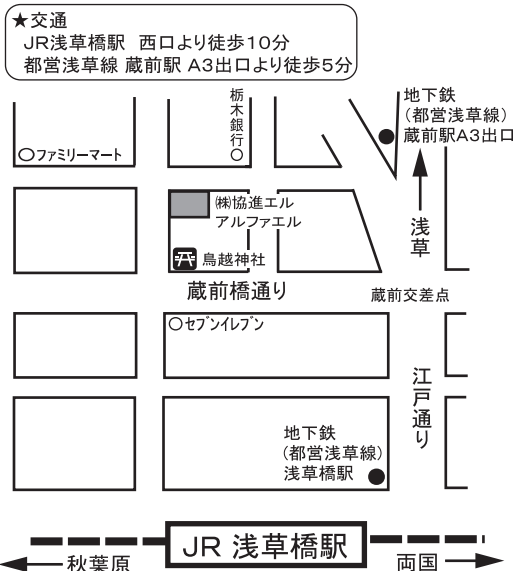 ★交通
JR浅草橋駅 西口より徒歩10分
都営浅草線 蔵前駅 A3出口より徒歩5分
栃木銀行
地下鉄
(都営浅草線)
蔵前駅A3出口
ファミリーマート
㈱協進エル
アルファエル
浅草
鳥越神社
蔵前橋通り
蔵前交差点
セブンイレブン
江戸通り
地下鉄
(都営浅草線)
浅草橋駅
JR 浅草橋駅
秋葉原
両国